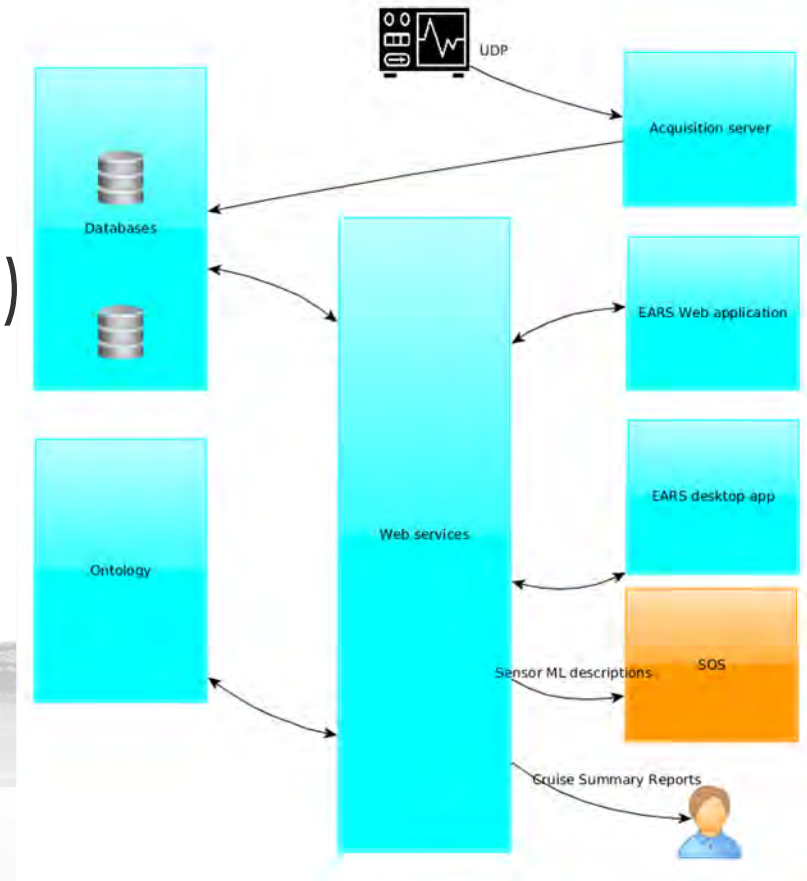 UDP
Acquisition server
Databases
)
EARS Web application
EARS desktop app
Web services
Ontology
SOS
Sensor ML descriptions
Cruise Summary Reports